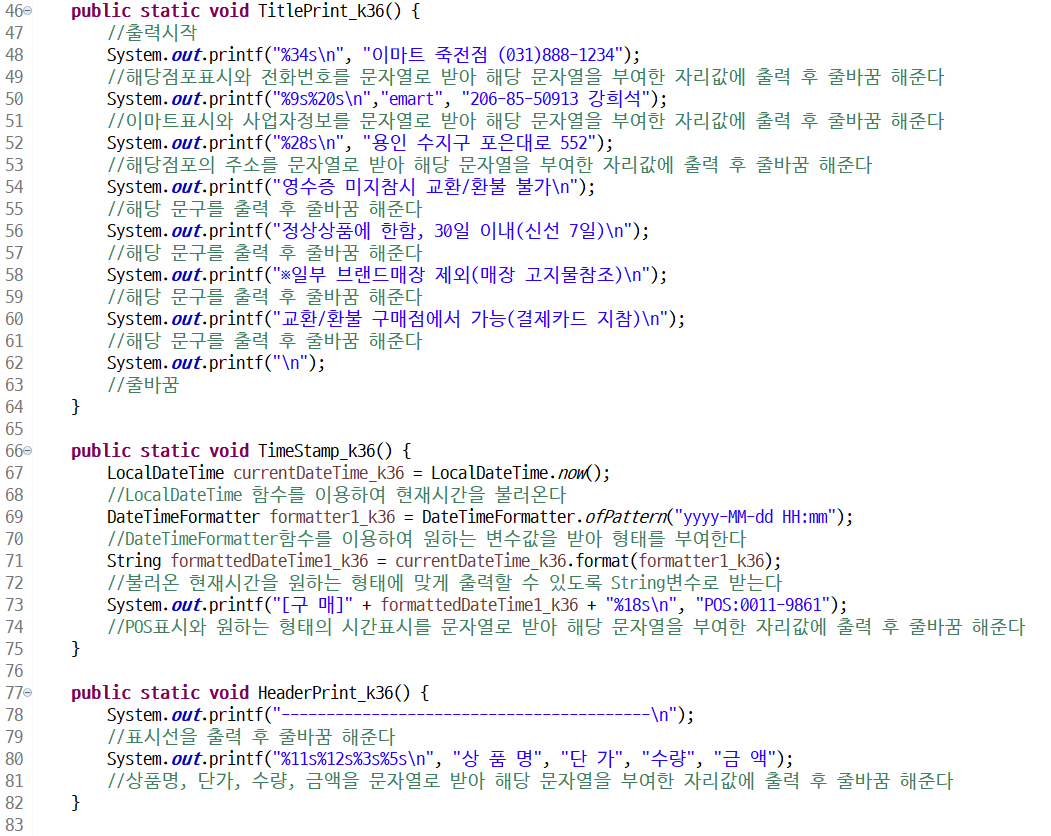 46 public static void TitlePrint_k36() {
47 //출력시작
48 System.out.printf("%34s\n", "이마트 죽전점 (031)888-1234");
49 //해당점포표시와 전화번호를 문자열로 받아 해당 문자열을 부여한 자리값에 출력 후 줄바꿈 해준다
50 System.out.printf("%9s%20s\n","emart", "206-85-50913 강희석");
51 //이마트표시와 사업자정보를 문자열로 받아 해당 문자열을 부여한 자리값에 출력 후 줄바꿈 해준다
52 System.out.printf("%28s\n", "용인 수지구 포은대로 552");
53 //해당점포의 주소를 문자열로 받아 해당 문자열을 부여한 자리값에 출력 후 줄바꿈 해준다
54 System.out.printf("영수증 미지참시 교환/환불 불가\n");
55 //해당 문구를 출력 후 줄바꿈 해준다
56 System.out.printf("정상상품에 한함, 30일 이내(신선 7일)\n");
57 //해당 문구를 출력 후 줄바꿈 해준다
58 System.out.printf("※일부 브랜드매장 제외(매장 고지물참조)\n");
59 //해당 문구를 출력 후 줄바꿈 해준다
60 System.out.printf("교환/환불 구매점에서 가능(결제카드 지참)\n");
61 //해당 문구를 출력 후 줄바꿈 해준다
62 System.out.printf("\n");
63 //줄바꿈
64 }
65
66 public static void TimeStamp_k36() {
67 LocalDateTime currentDateTime_k36 = LocalDateTime.now();
68 //LocalDateTime 함수를 이용하여 현재시간을 불러온다
69 DateTimeFormatter formatter1_k36 = DateTimeFormatter.ofPattern("yyyy-MM-dd HH:mm");
70 //DateTimeFormatter함수를 이용하여 원하는 변수값을 받아 형태를 부여한다
71 String formattedDateTime1_k36 = currentDateTime_k36.format(formatter1_k36);
72 //불러온 현재시간을 원하는 형태에 맞게 출력할 수 있도록 String변수로 받는다
73 System.out.printf("[구 매]" + formattedDateTime1_k36 + "%18s\n", "POS:0011-9861");
74 //POS표시와 원하는 형태의 시간표시를 문자열로 받아 해당 문자열을 부여한 자리값에 출력 후 줄바꿈 해준다
75 }
76
77 public static void HeaderPrint_k36() {
78 System.out.printf("-----------------------------------------\n");
79 //표시선을 출력 후 줄바꿈 해준다
80 System.out.printf("%11s%12s%3s%5s\n", "상 품 명", "단 가", "수량", "금 액");
81 //상품명, 단가, 수량, 금액을 문자열로 받아 해당 문자열을 부여한 자리값에 출력 후 줄바꿈 해준다
82 }
83